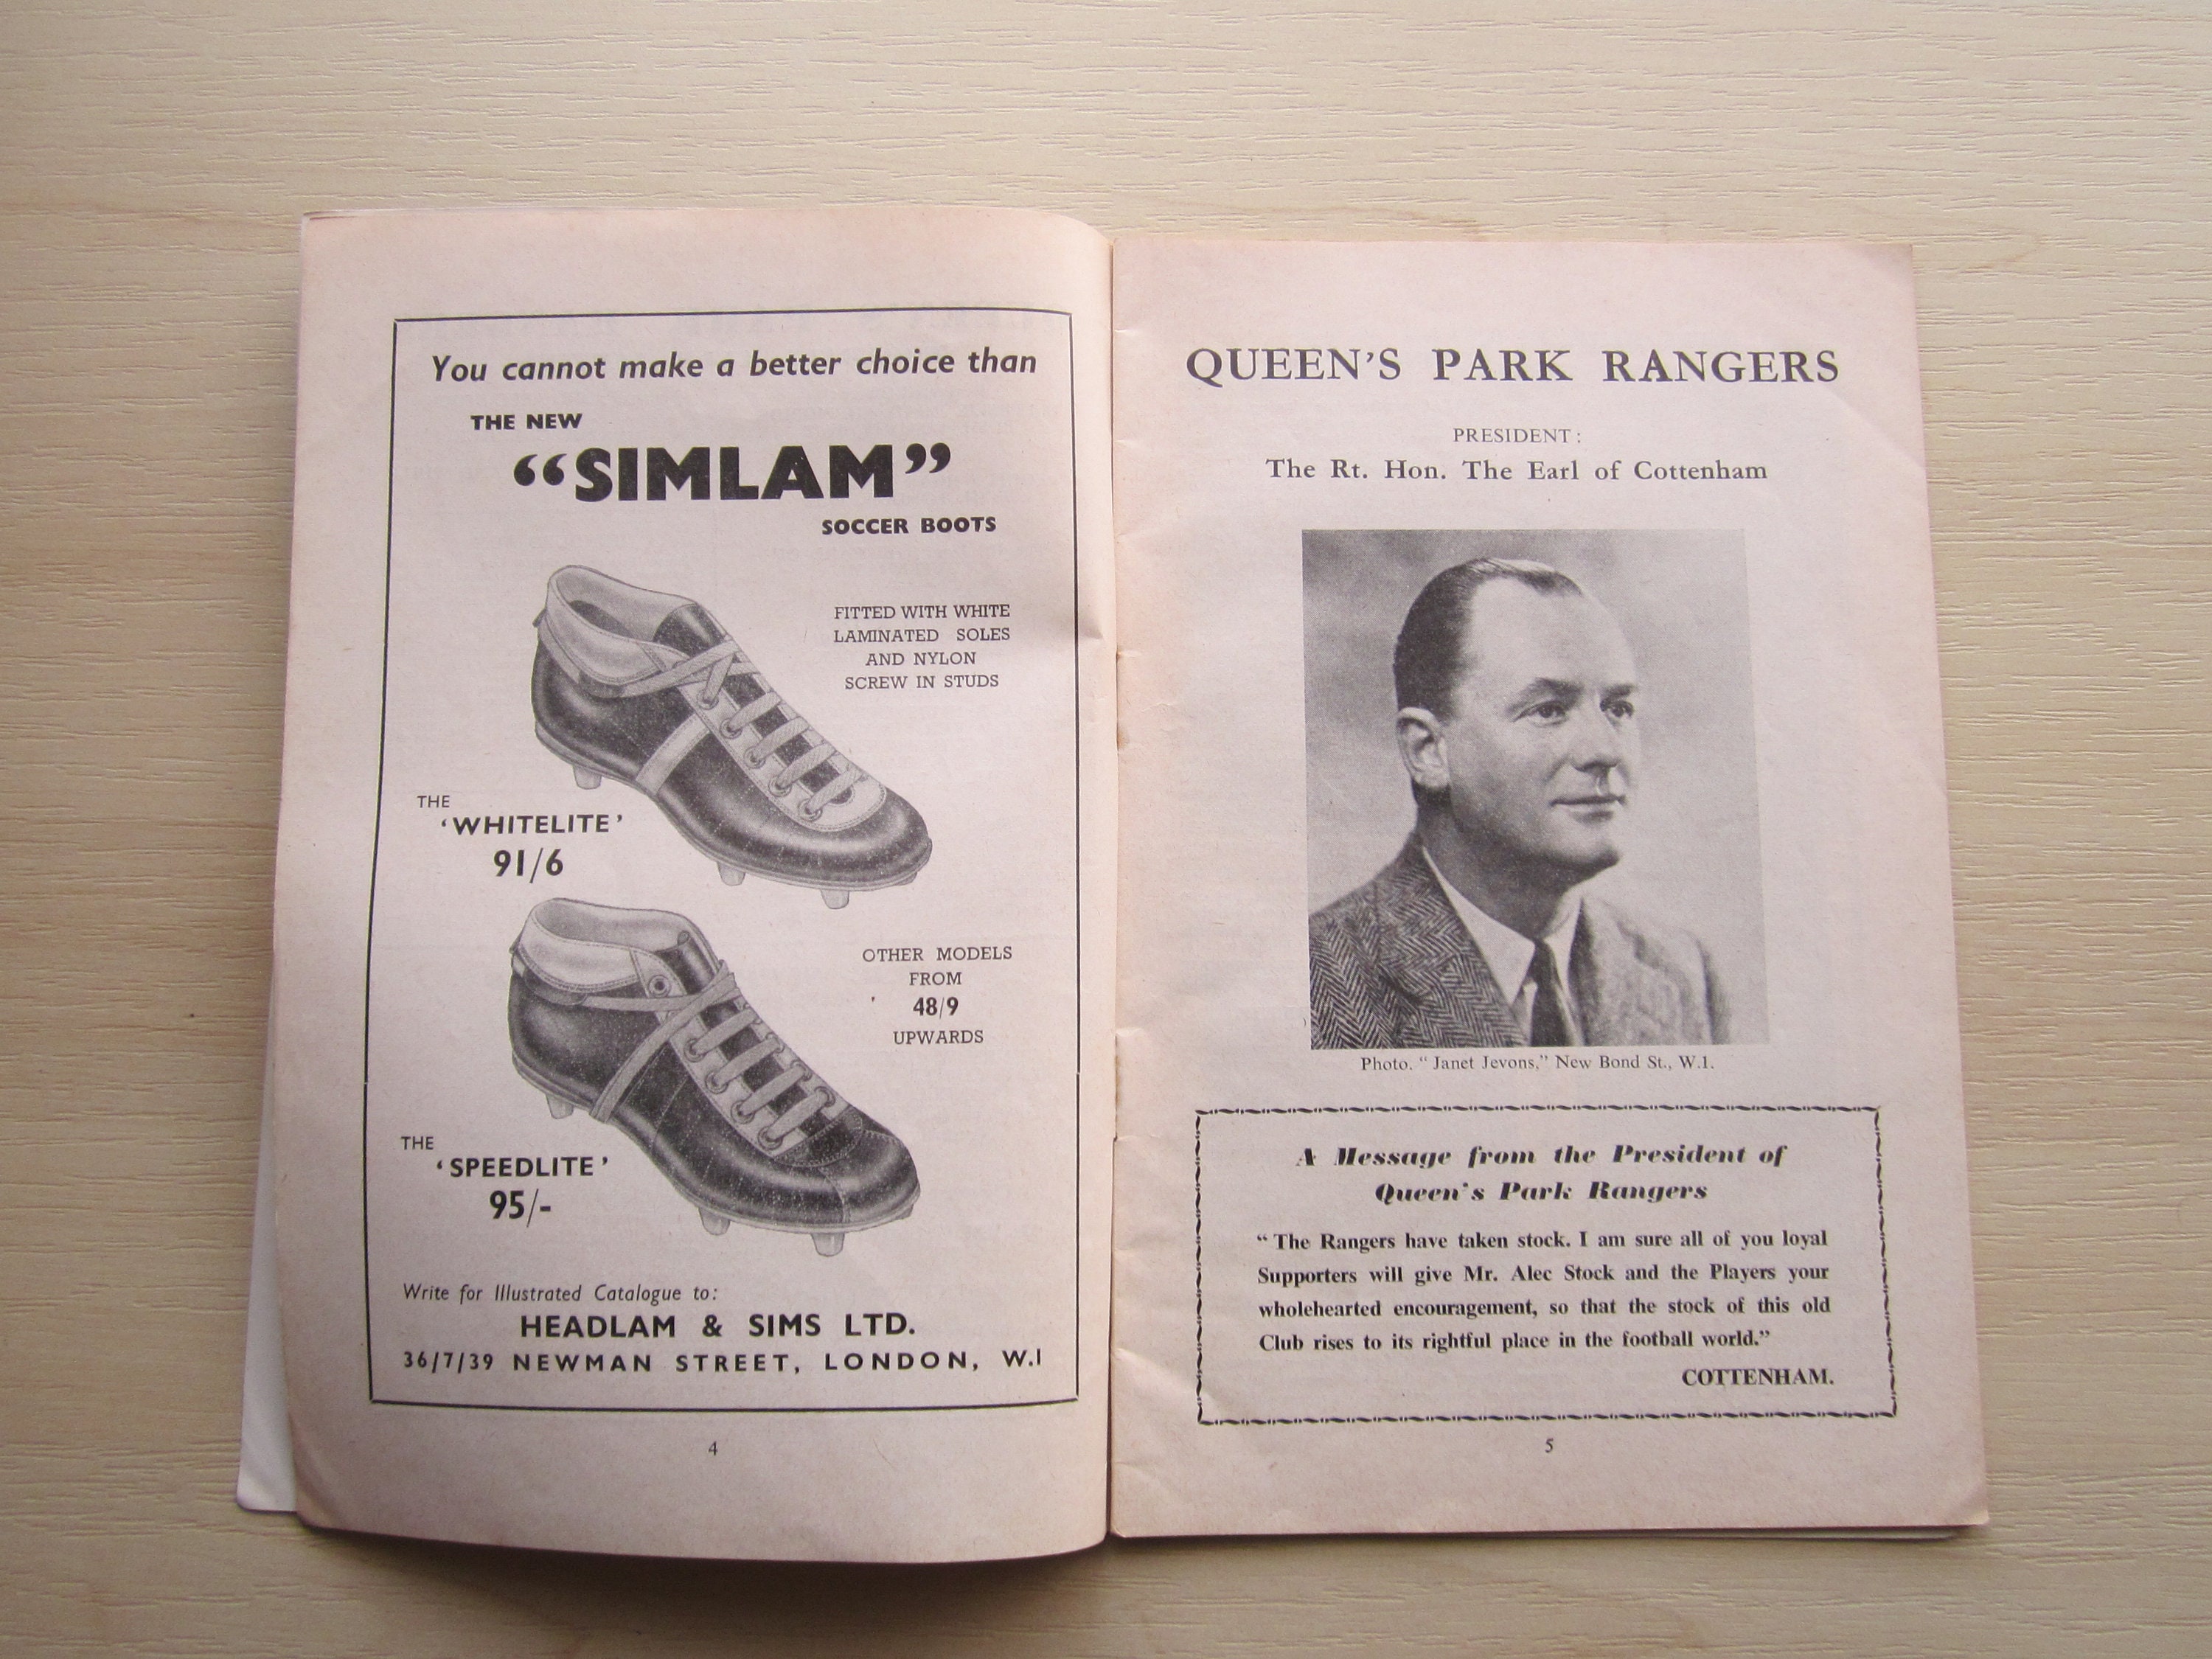 You cannot make a better choice than
THE NEW
“SIMLAM”
SOCCER BOOTS
FITTED WITH WHITE
LAMINATED SOLES
AND NYLON
SCREW IN STUDS
THE
‘WHITELITE’
91/6
OTHER MODELS
FROM
48/9
UPWARDS
THE
‘SPEEDLITE’
95/-
Write for Illustrated Catalogue to:
HEADLAM & SIMS LTD.
36/7/39 NEWMAN STREET, LONDON, W.1
4
QUEEN’S PARK RANGERS
PRESIDENT:
The Rt. Hon. The Earl of Cottenham
Photo. “Janet Jevons,” New Bond St., W.1.
A Message from the President of
Queen’s Park Rangers
“The Rangers have taken stock. I am sure all of you loyal
Supporters will give Mr. Alec Stock and the Players your
wholehearted encouragement, so that the stock of this old
Club rises to its rightful place in the football world.”
COTTENHAM.
5